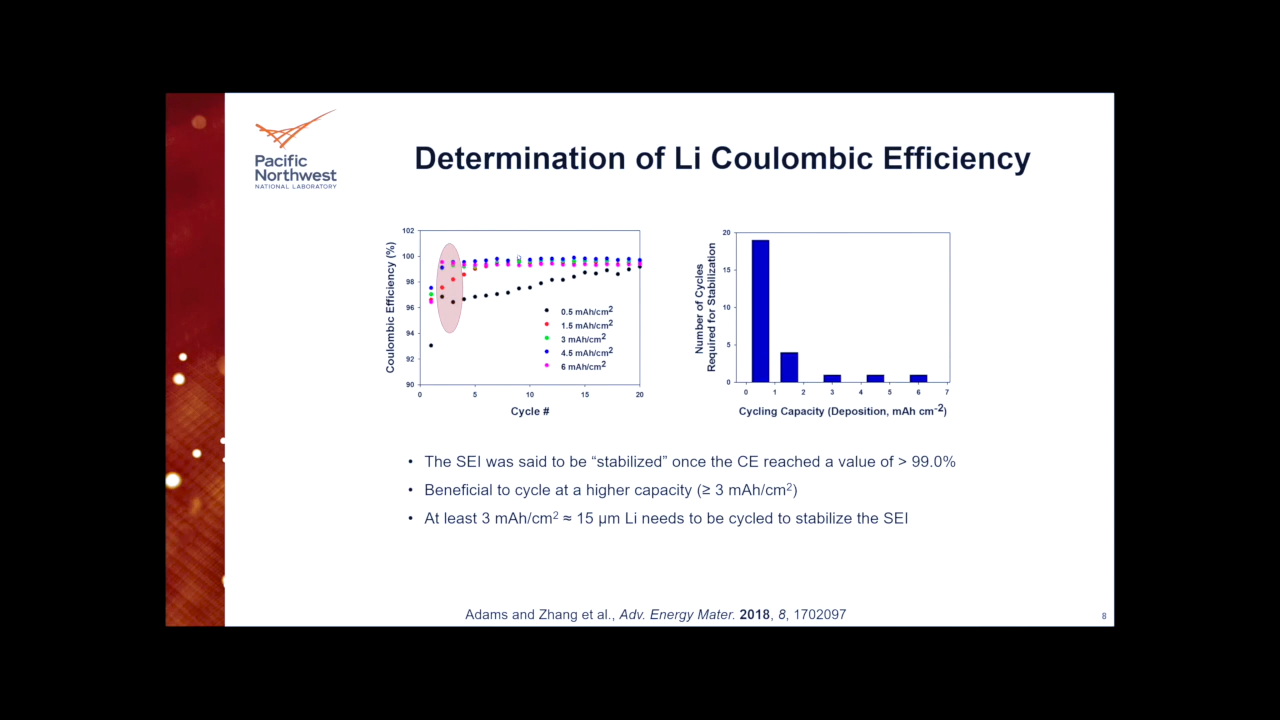 Pacific
Northwest
NATIONAL LABORATORY
Determination of Li Coulombic Efficiency
Coulombic Efficiency (%)
102
100
98
96
94
92
90
0.5 mAh/cm²
1.5 mAh/cm²
3 mAh/cm²
4.5 mAh/cm²
6 mAh/cm²
0 5 10 15 20
Cycle #
Number of Cycles
Required for Stabilization
20
15
10
5
0
0 1 2 3 4 5 6 7
Cycling Capacity (Deposition, mAh cm⁻²)
• The SEI was said to be “stabilized” once the CE reached a value of > 99.0%
• Beneficial to cycle at a higher capacity (≥ 3 mAh/cm²)
• At least 3 mAh/cm² ≈ 15 µm Li needs to be cycled to stabilize the SEI
Adams and Zhang et al., Adv. Energy Mater. 2018, 8, 1702097
8